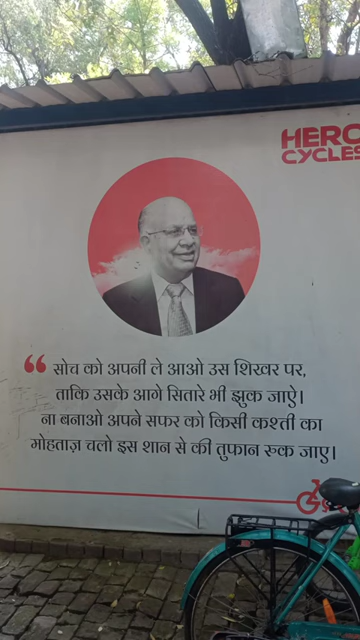 HERO
CYCLES
“ सोच को अपनी ले आओ उस शिखर पर,
ताकि उसके आगे सितारे भी झुक जाऐ।
ना बनाओ अपने सफर को किसी कश्ती का
मोहताज़ चलो इस शान से की तुफान रुक जाए।